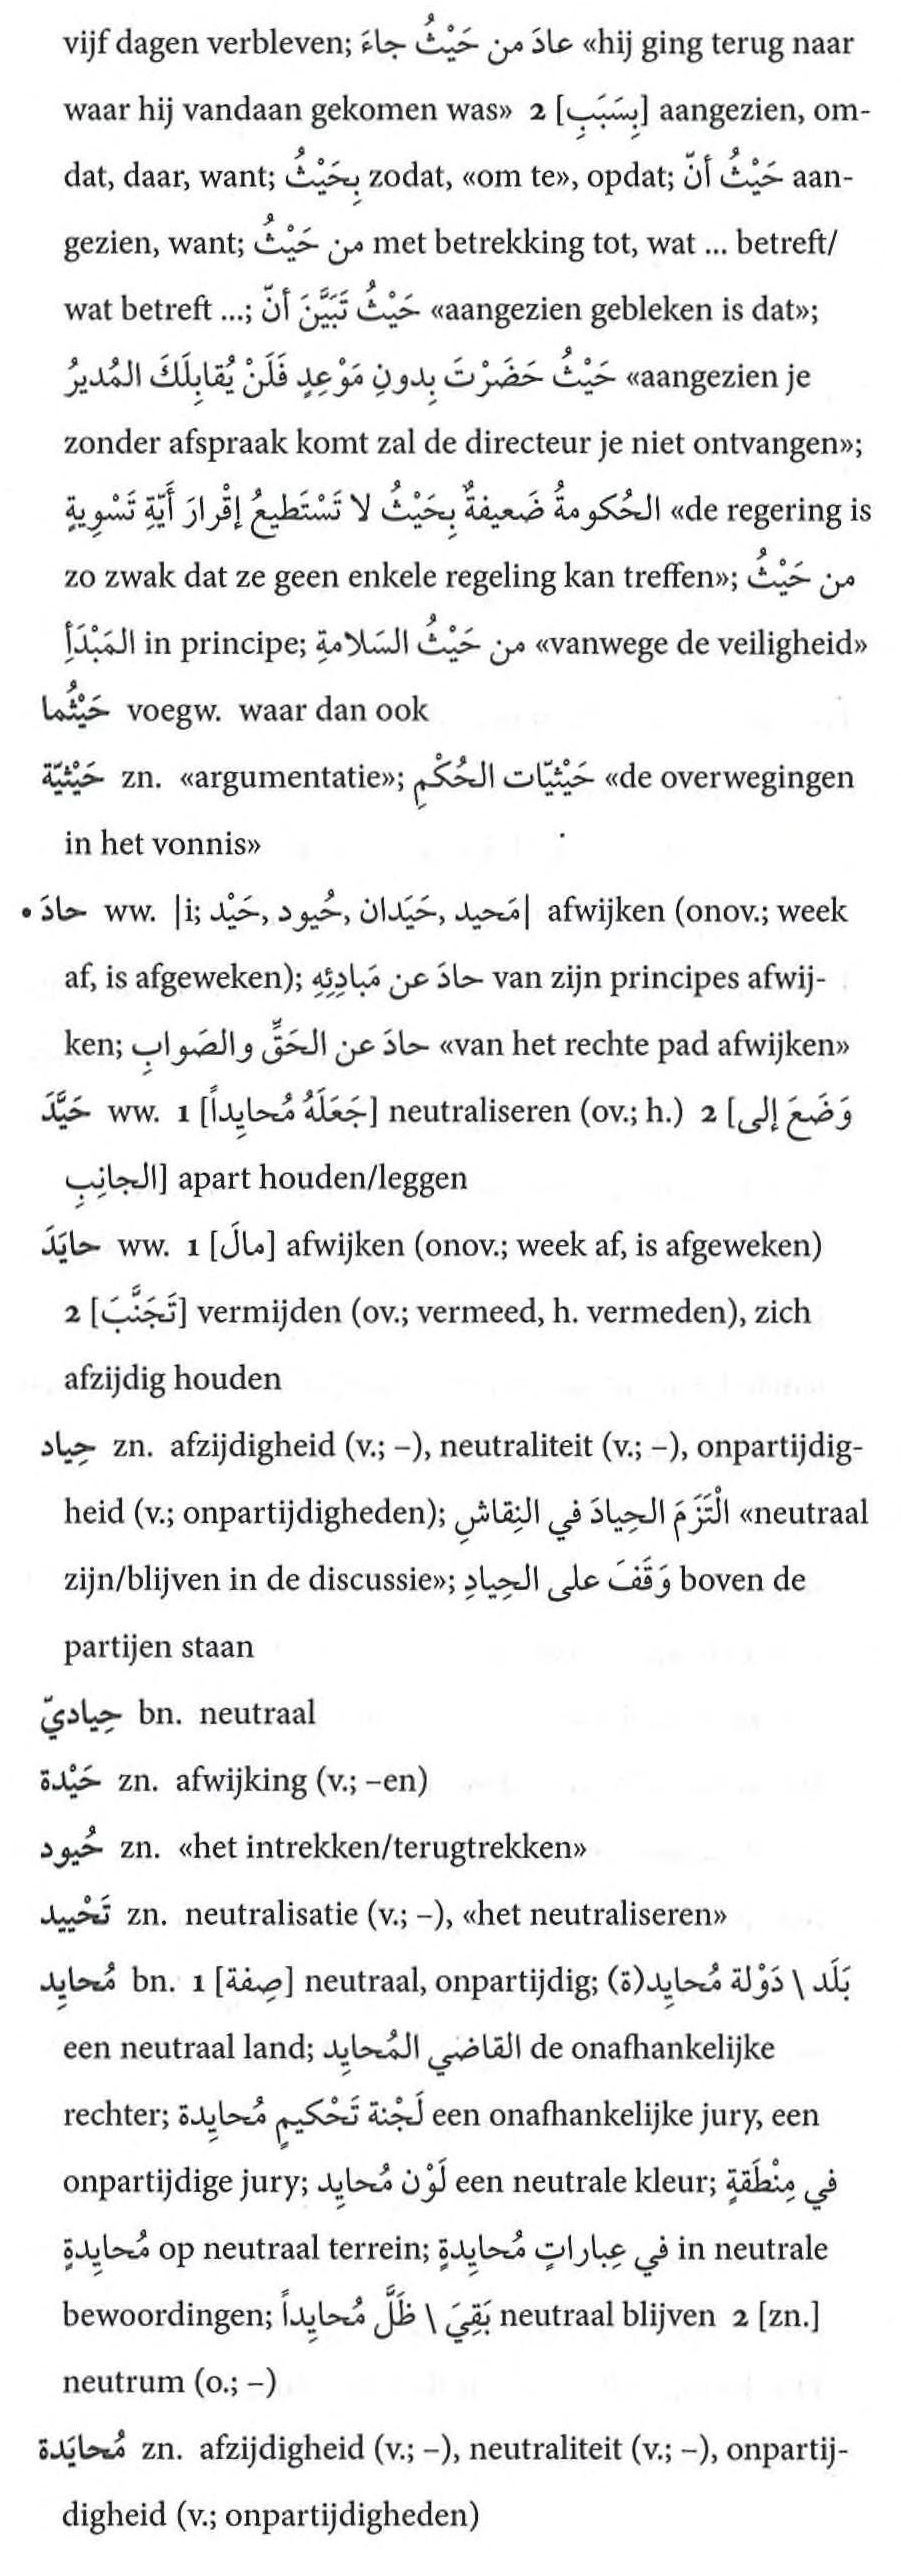 vijf dagen verbleven; عادَ من حَيْثُ جاءَ «hij ging terug naar
waar hij vandaan gekomen was» 2 [بِسَبَبِ] aangezien, om-
dat, daar, want; بِحَيْثُ zodat, «om te», opdat; حَيْثُ أنّ aan-
gezien, want; من حَيْثُ met betrekking tot, wat ... betreft/
wat betreft ...; حَيْثُ تَبَيَّنَ أنّ «aangezien gebleken is dat»;
حَيْثُ حَضَرْتَ بِدونِ مَوْعِدٍ فَلَنْ يُقابِلَكَ المُديرُ «aangezien je
zonder afspraak komt zal de directeur je niet ontvangen»;
الحُكومةُ ضَعيفةٌ بِحَيْثُ لا تَسْتَطيعُ إقْرارَ أيّةِ تَسْويةٍ «de regering is
zo zwak dat ze geen enkele regeling kan treffen»; من حَيْثُ
المَبْدَأِ in principe; من حَيْثُ السَلامةِ «vanwege de veiligheid»
حَيْثُما voegw. waar dan ook
حَيْثيّة zn. «argumentatie»; حَيْثيّات الحُكْمِ «de overwegingen
in het vonnis»
• حادَ ww. |i; حَيْد, حُيود, حَيَدان, مَحيد| afwijken (onov.; week
af, is afgeweken); حادَ عن مَبادِئِهِ van zijn principes afwij-
ken; حادَ عن الحَقِّ والصَوابِ «van het rechte pad afwijken»
حَيَّدَ ww. 1 [جَعَلَهُ مُحايِداً] neutraliseren (ov.; h.) 2 [وَضَعَ إلى
الجانِبِ] apart houden/leggen
حايَدَ ww. 1 [مالَ] afwijken (onov.; week af, is afgeweken)
2 [تَجَنَّبَ] vermijden (ov.; vermeed, h. vermeden), zich
afzijdig houden
حِياد zn. afzijdigheid (v.; –), neutraliteit (v.; –), onpartijdig-
heid (v.; onpartijdigheden); الْتَزَمَ الحِيادَ في النِقاشِ «neutraal
zijn/blijven in de discussie»; وَقَفَ على الحِيادِ boven de
partijen staan
حِياديّ bn. neutraal
حَيْدة zn. afwijking (v.; –en)
حُيود zn. «het intrekken/terugtrekken»
تَحْييد zn. neutralisatie (v.; –), «het neutraliseren»
مُحايِد bn. 1 [صِفة] neutraal, onpartijdig; بَلَد \ دَوْلة مُحايِد(ة)
een neutraal land; القاضي المُحايِد de onafhankelijke
rechter; لَجْنة تَحْكيمٍ مُحايِدة een onafhankelijke jury, een
onpartijdige jury; لَوْن مُحايِد een neutrale kleur; في مِنْطَقةٍ
مُحايِدةٍ op neutraal terrein; في عِباراتٍ مُحايِدةٍ in neutrale
bewoordingen; بَقِيَ \ ظَلَّ مُحايِداً neutraal blijven 2 [zn.]
neutrum (o.; –)
مُحايَدة zn. afzijdigheid (v.; –), neutraliteit (v.; –), onpartij-
digheid (v.; onpartijdigheden)